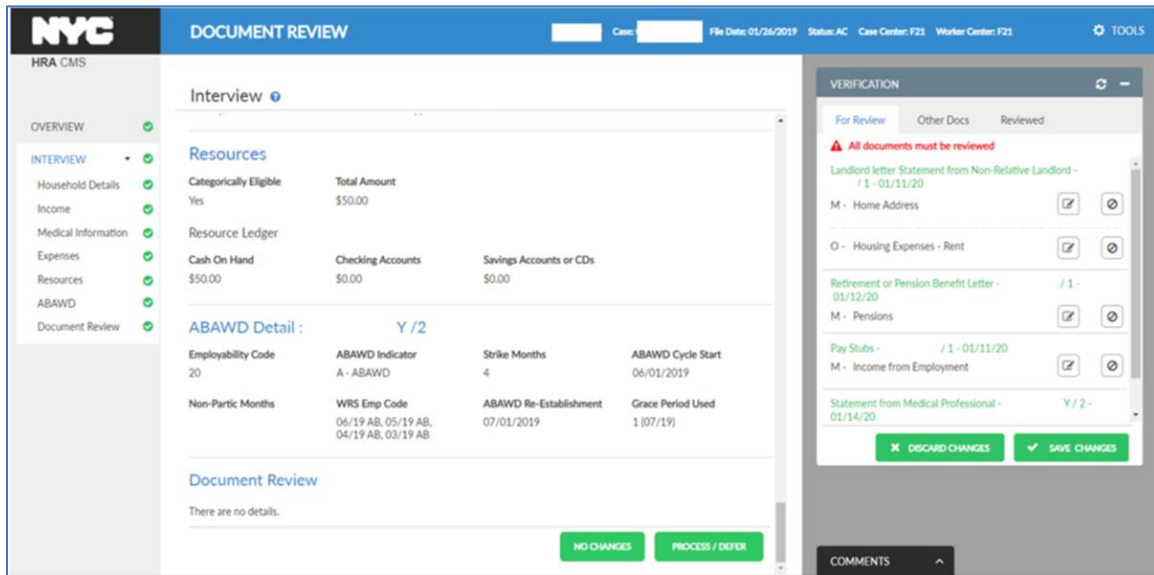 NYC
HRA CMS
DOCUMENT REVIEW
Case:
File Date: 01/26/2019 Status: AC Case Center: F21 Worker Center: F21
TOOLS
OVERVIEW
INTERVIEW
Household Details
Income
Medical Information
Expenses
Resources
ABAWD
Document Review
Interview
Resources
Categorically Eligible Total Amount
Yes $50.00
Resource Ledger
Cash On Hand Checking Accounts Savings Accounts or CDs
$50.00 $0.00 $0.00
ABAWD Detail : Y /2
Employability Code ABAWD Indicator Strike Months ABAWD Cycle Start
20 A - ABAWD 4 06/01/2019
Non-Partic Months WRS Emp Code ABAWD Re-Establishment Grace Period Used
06/19 AB, 05/19 AB, 07/01/2019 1 (07/19)
04/19 AB, 03/19 AB
Document Review
There are no details.
NO CHANGES PROCESS / DEFER
VERIFICATION
For Review Other Docs Reviewed
All documents must be reviewed
Landlord letter Statement from Non-Relative Landlord -
/ 1 - 01/11/20
M - Home Address
O - Housing Expenses - Rent
Retirement or Pension Benefit Letter - / 1 -
01/12/20
M - Pensions
Pay Stubs - / 1 - 01/11/20
M - Income from Employment
Statement from Medical Professional - Y / 2 -
01/14/20
DISCARD CHANGES SAVE CHANGES
COMMENTS